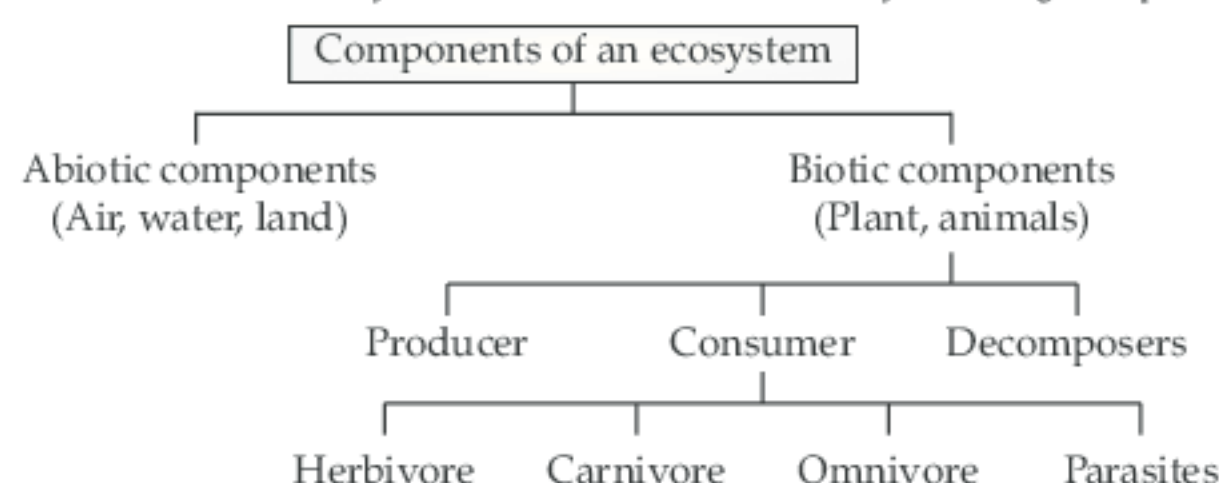 Components of an ecosystem
Abiotic components
(Air, water, land)
Biotic components
(Plant, animals)
Producer
Consumer
Decomposers
Herbivore
Carnivore
Omnivore
Parasites